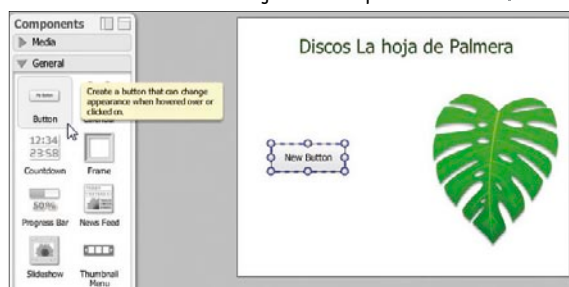 Components
Media
General
Create a button that can change
appearance when hovered over or
clicked on.
Button
12:34
23:58
Countdown
Frame
50%
Progress Bar
News Feed
Slideshow
Thumbnail
Menu
Discos La hoja de Palmera
New Button